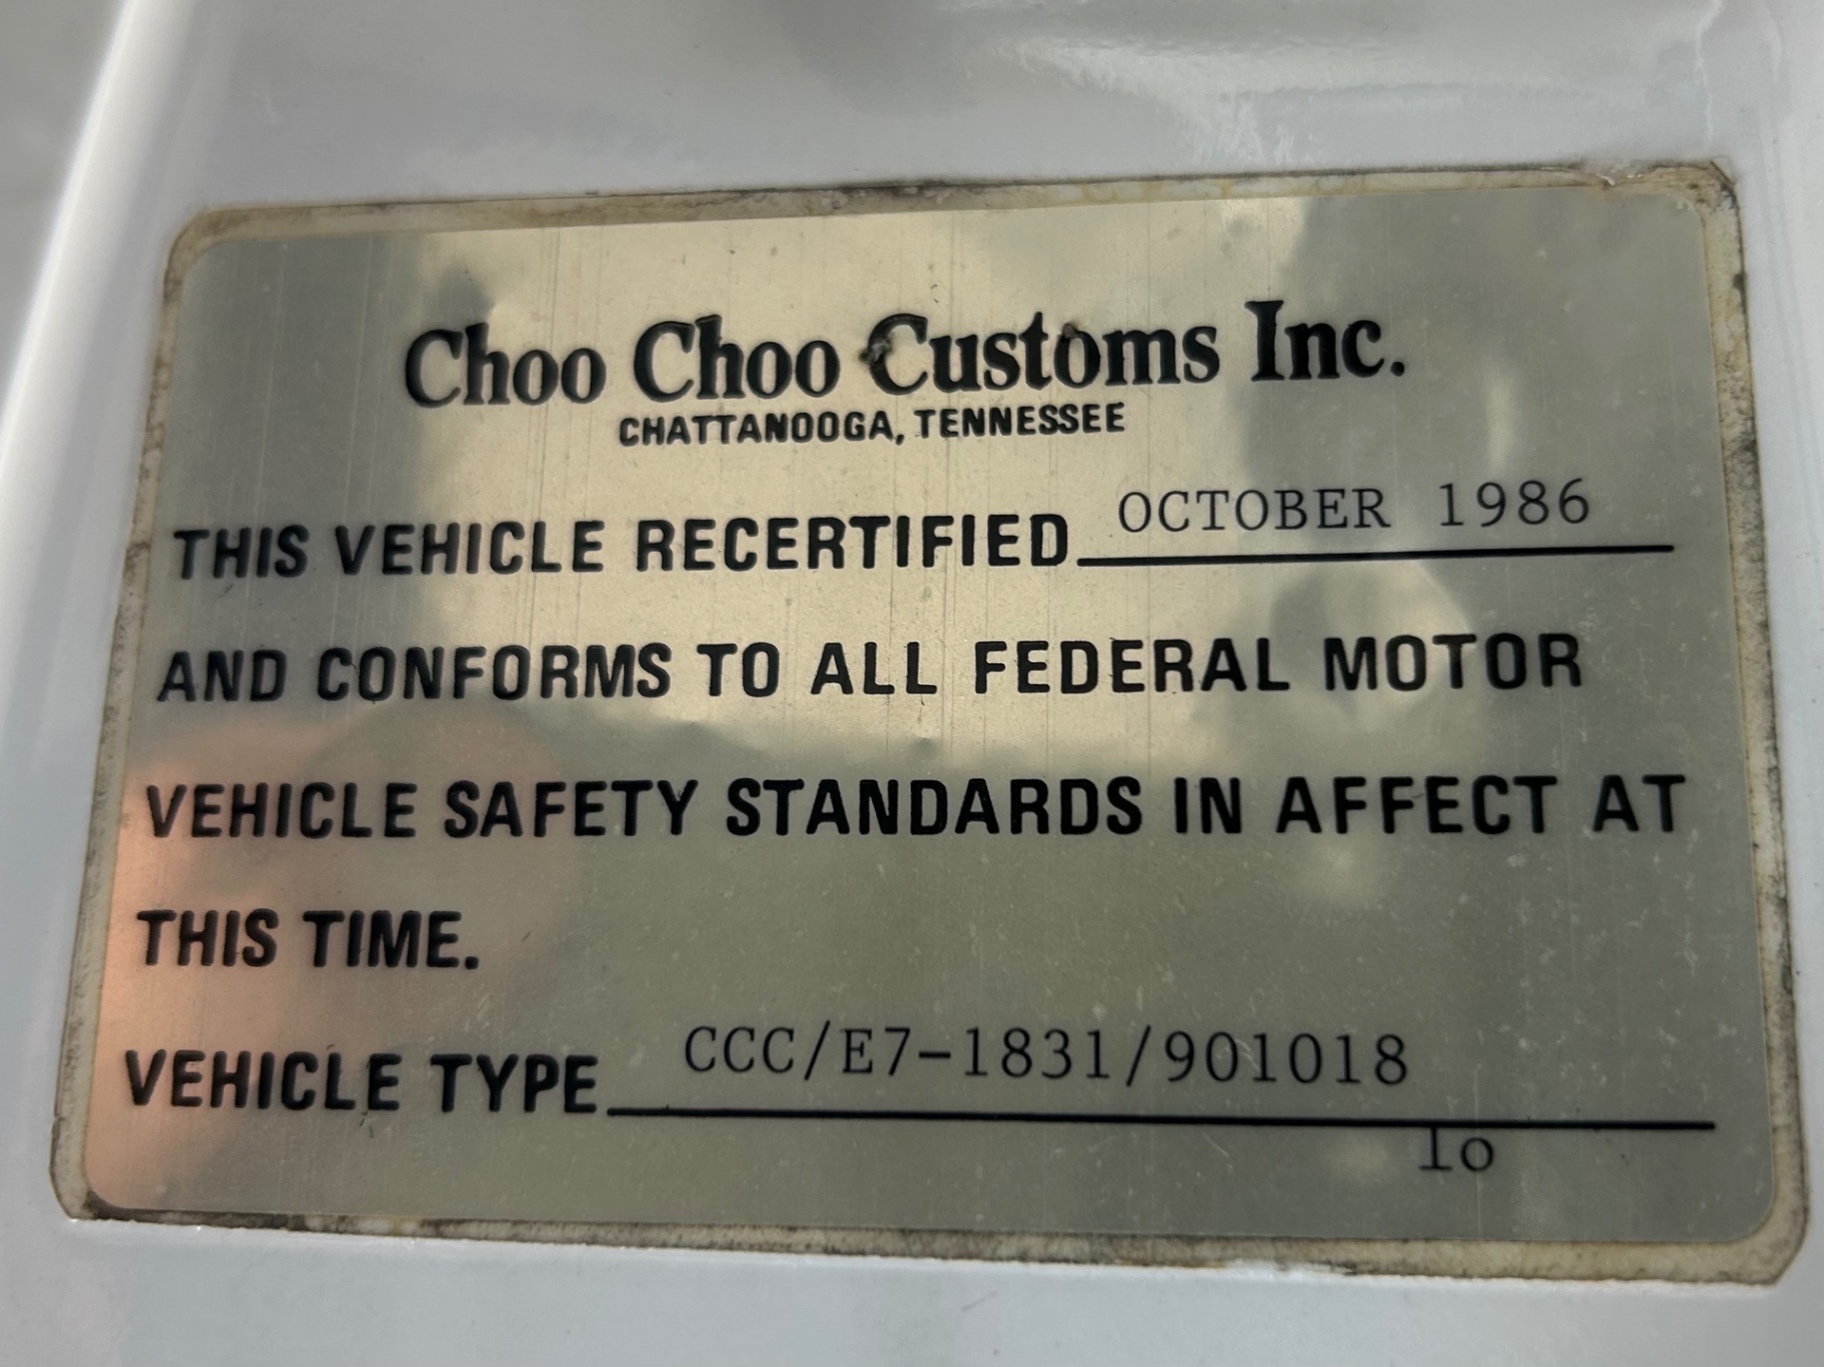 Choo Choo Customs Inc.
CHATTANOOGA, TENNESSEE
THIS VEHICLE RECERTIFIED OCTOBER 1986
AND CONFORMS TO ALL FEDERAL MOTOR
VEHICLE SAFETY STANDARDS IN AFFECT AT
THIS TIME.
VEHICLE TYPE CCC/E7-1831/901018
lo